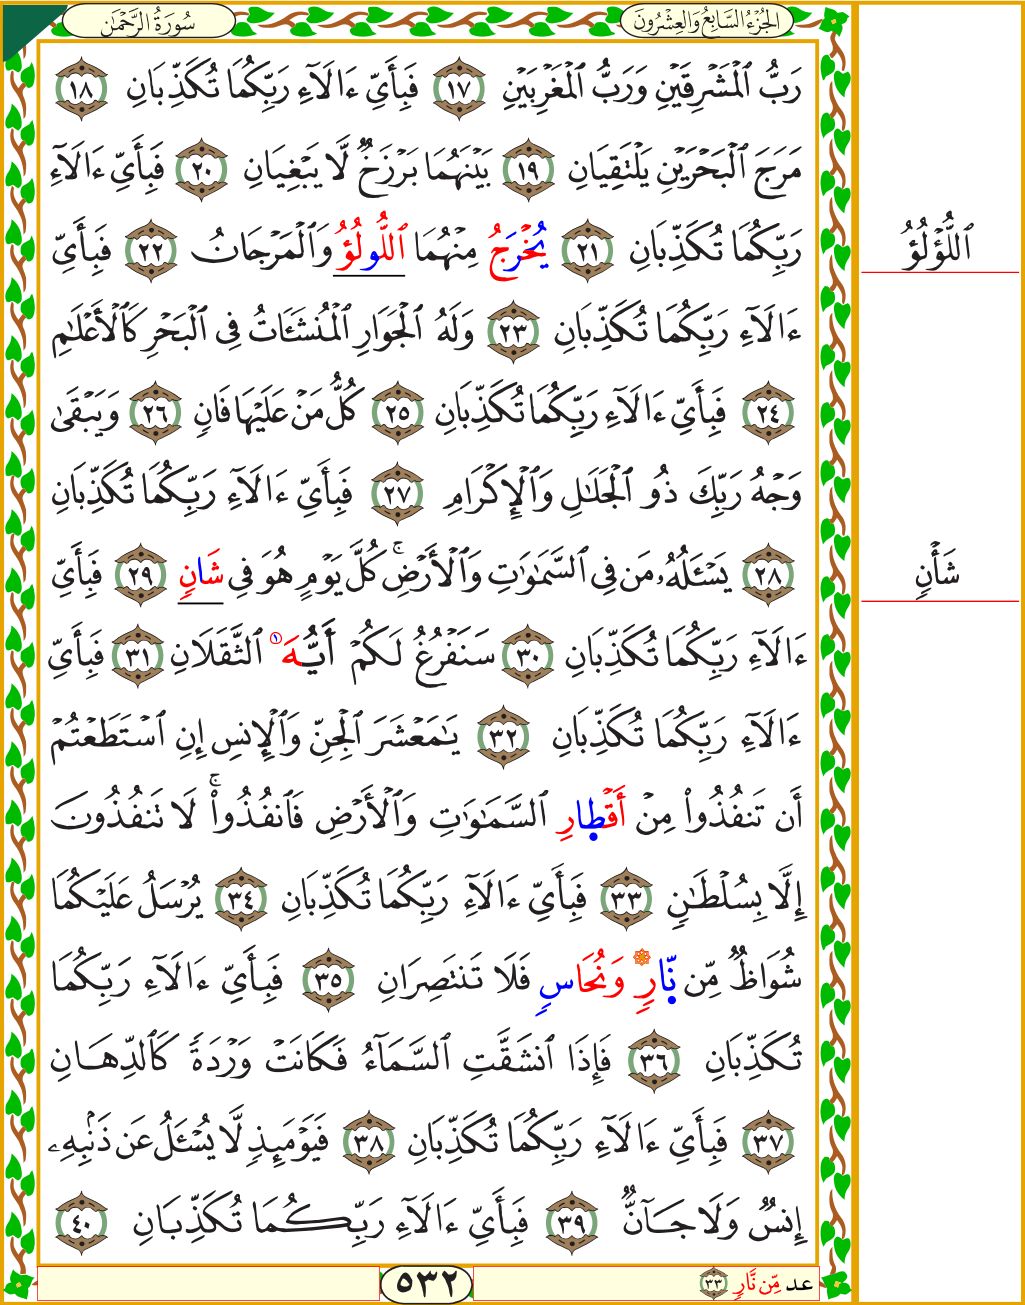 الجُزْءُ السَّابِعُ وَالعِشْرُونَ
سُورَةُ الرَّحْمَٰن
رَبُّ ٱلْمَشْرِقَيْنِ وَرَبُّ ٱلْمَغْرِبَيْنِ ١٧ فَبِأَيِّ ءَالَآءِ رَبِّكُمَا تُكَذِّبَانِ ١٨
مَرَجَ ٱلْبَحْرَيْنِ يَلْتَقِيَانِ ١٩ بَيْنَهُمَا بَرْزَخٌ لَّا يَبْغِيَانِ ٢٠ فَبِأَيِّ ءَالَآءِ
رَبِّكُمَا تُكَذِّبَانِ ٢١ يُخْرَجُ مِنْهُمَا ٱللُّولُؤُ وَٱلْمَرْجَانُ ٢٢ فَبِأَيِّ
ٱللُّؤْلُؤُ
ءَالَآءِ رَبِّكُمَا تُكَذِّبَانِ ٢٣ وَلَهُ ٱلْجَوَارِ ٱلْمُنشَـَٔاتُ فِى ٱلْبَحْرِ كَٱلْأَعْلَٰمِ
٢٤ فَبِأَيِّ ءَالَآءِ رَبِّكُمَا تُكَذِّبَانِ ٢٥ كُلُّ مَنْ عَلَيْهَا فَانٍ ٢٦ وَيَبْقَىٰ
وَجْهُ رَبِّكَ ذُو ٱلْجَلَٰلِ وَٱلْإِكْرَامِ ٢٧ فَبِأَيِّ ءَالَآءِ رَبِّكُمَا تُكَذِّبَانِ
٢٨ يَسْـَٔلُهُۥ مَن فِى ٱلسَّمَٰوَٰتِ وَٱلْأَرْضِ ۚ كُلَّ يَوْمٍ هُوَ فِى شَانٍ ٢٩ فَبِأَيِّ
شَأْنٍ
ءَالَآءِ رَبِّكُمَا تُكَذِّبَانِ ٣٠ سَنَفْرُغُ لَكُمْ أَيُّهَ ١ ٱلثَّقَلَانِ ٣١ فَبِأَيِّ
ءَالَآءِ رَبِّكُمَا تُكَذِّبَانِ ٣٢ يَٰمَعْشَرَ ٱلْجِنِّ وَٱلْإِنسِ إِنِ ٱسْتَطَعْتُمْ
أَن تَنفُذُوا۟ مِنْ أَقْطِارِ ٱلسَّمَٰوَٰتِ وَٱلْأَرْضِ فَٱنفُذُوا۟ ۚ لَا تَنفُذُونَ
إِلَّا بِسُلْطَٰنٍ ٣٣ فَبِأَيِّ ءَالَآءِ رَبِّكُمَا تُكَذِّبَانِ ٣٤ يُرْسَلُ عَلَيْكُمَا
شُوَاظٌ مِّن نِّارٍ وَنُحَاسٍ فَلَا تَنتَصِرَانِ ٣٥ فَبِأَيِّ ءَالَآءِ رَبِّكُمَا
تُكَذِّبَانِ ٣٦ فَإِذَا ٱنشَقَّتِ ٱلسَّمَآءُ فَكَانَتْ وَرْدَةً كَٱلدِّهَانِ
٣٧ فَبِأَيِّ ءَالَآءِ رَبِّكُمَا تُكَذِّبَانِ ٣٨ فَيَوْمَئِذٍ لَّا يُسْـَٔلُ عَن ذَنۢبِهِۦٓ
إِنسٌ وَلَا جَآنٌّ ٣٩ فَبِأَيِّ ءَالَآءِ رَبِّكُمَا تُكَذِّبَانِ ٤٠
عد مِّن نَّارٍ ٣٣
٥٣٢